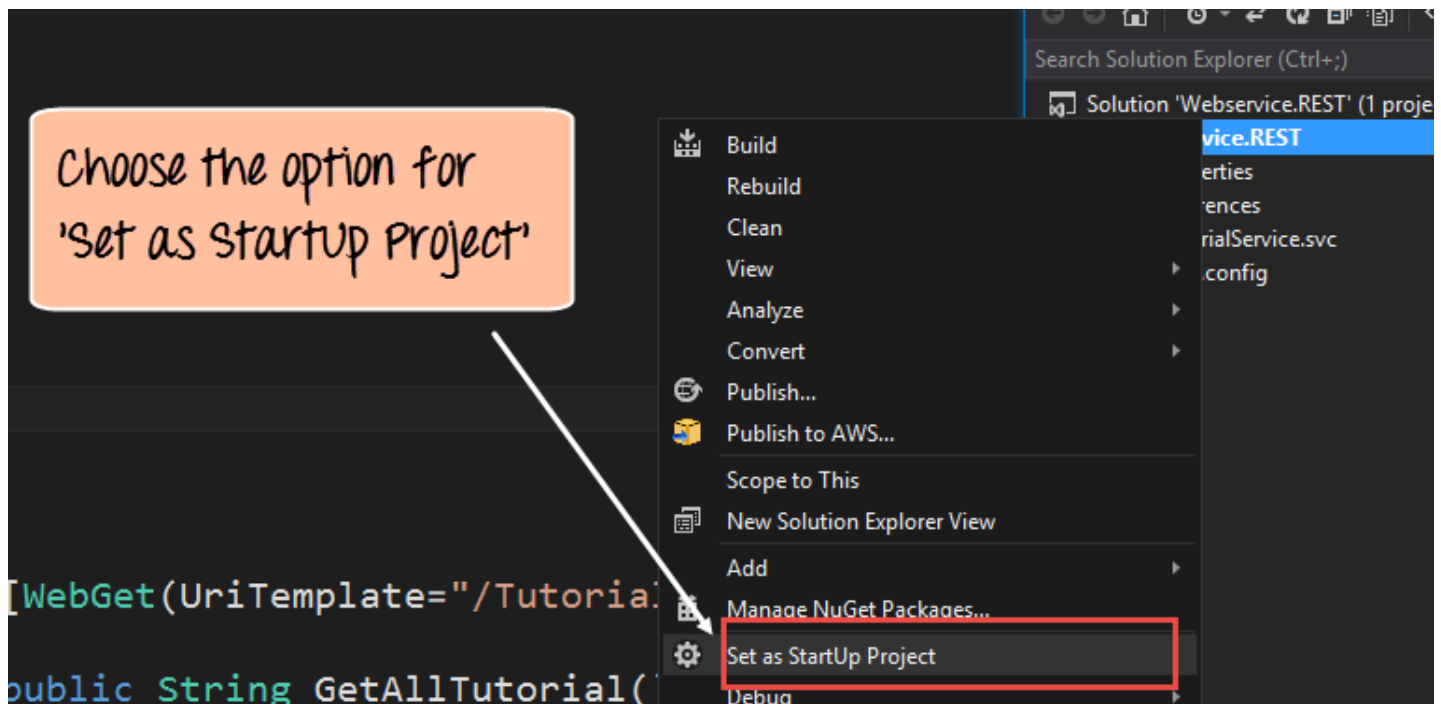 Search Solution Explorer (Ctrl+;)
Solution 'Webservice.REST' (1 proje
vice.REST
erties
rences
rialService.svc
.config
Choose the option for
'Set as StartUp Project'
Build
Rebuild
Clean
View
Analyze
Convert
Publish...
Publish to AWS...
Scope to This
New Solution Explorer View
Add
Manage NuGet Packages...
Set as StartUp Project
Debug
[WebGet(UriTemplate="/Tutorial
public String GetAllTutorial(